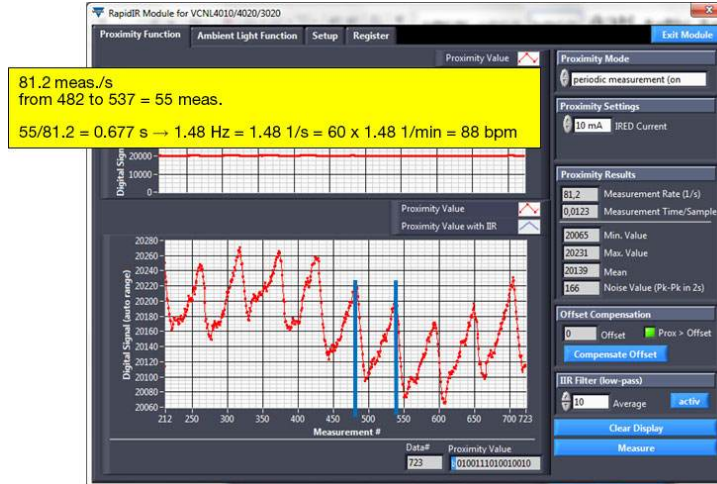 RapidIR Module for VCNL4010/4020/3020
Proximity Function Ambient Light Function Setup Register Exit Module
Proximity Value
81.2 meas./s
from 482 to 537 = 55 meas.
55/81.2 = 0.677 s → 1.48 Hz = 1.48 1/s = 60 x 1.48 1/min = 88 bpm
Digital Sign
20000
10000
0
Proximity Value
Proximity Value with IIR
Digital Signal (auto range)
20280
20260
20240
20220
20200
20180
20160
20140
20120
20100
20080
20060
212 250 300 350 400 450 500 550 600 650 700 723
Measurement #
Data# Proximity Value
723 0100111010010010
Proximity Mode
periodic measurement (on
Proximity Settings
10 mA IRED Current
Proximity Results
81,2 Measurement Rate (1/s)
0,0123 Measurement Time/Sample
20065 Min. Value
20231 Max. Value
20139 Mean
166 Noise Value (Pk-Pk in 2s)
Offset Compensation
0 Offset Prox > Offset
Compensate Offset
IIR Filter (low-pass)
10 Average activ
Clear Display
Measure